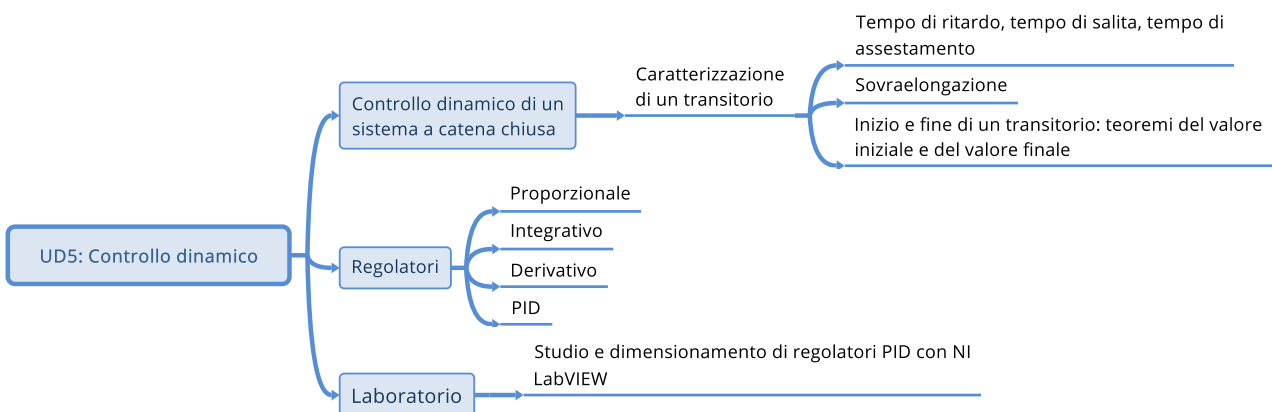 Tempo di ritardo, tempo di salita, tempo di
assestamento
Caratterizzazione
di un transitorio
Sovraelongazione
Controllo dinamico di un
sistema a catena chiusa
Inizio e fine di un transitorio: teoremi del valore
iniziale e del valore finale
Proporzionale
Integrativo
UD5: Controllo dinamico
Regolatori
Derivativo
PID
Studio e dimensionamento di regolatori PID con NI
LabVIEW
Laboratorio